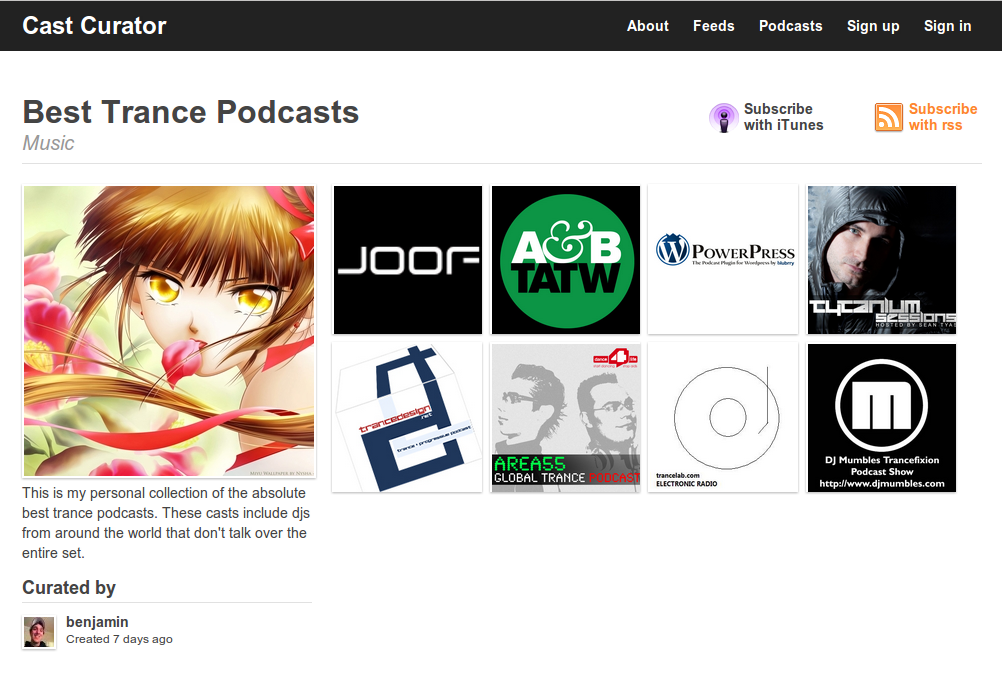 Cast Curator
About Feeds Podcasts Sign up Sign in
Best Trance Podcasts
Music
Subscribe
with iTunes
Subscribe
with rss
JOOF
A&B
TATW
PowerPress
The Podcast Plugin for Wordpress by blubrry
TyTANIUM
SESSIONS
HOSTED BY SEAN TYAS
trancedesign
.net
trance + progressive podcast
dance 4 life
AREA55
GLOBAL TRANCE PODCAST
trancelab.com
ELECTRONIC RADIO
DJ Mumbles Trancefixion
Podcast Show
http://www.djmumbles.com
This is my personal collection of the absolute
best trance podcasts. These casts include djs
from around the world that don't talk over the
entire set.
Curated by
benjamin
Created 7 days ago